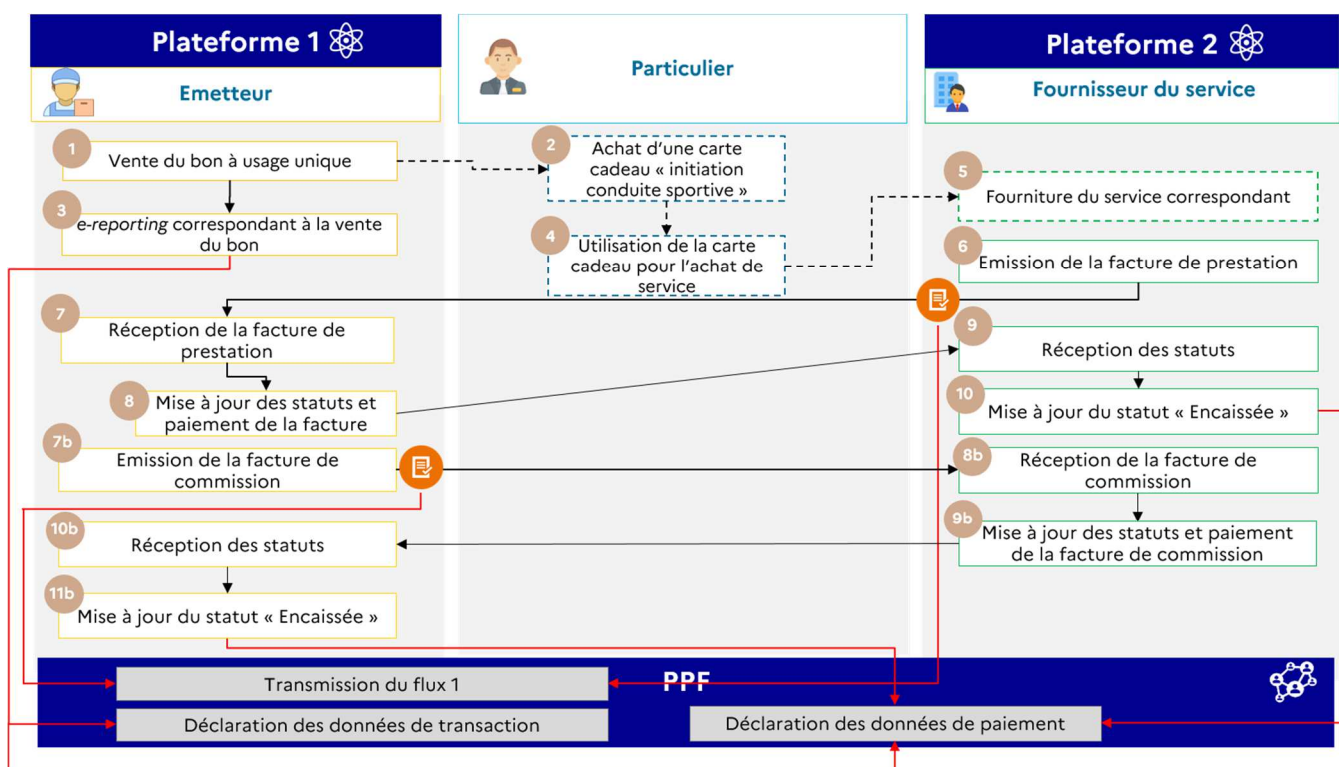 Plateforme 1
Emetteur
Particulier
Plateforme 2
Fournisseur du service
1
Vente du bon à usage unique
2
Achat d'une carte
cadeau « initiation
conduite sportive »
3
e-reporting correspondant à la vente
du bon
4
Utilisation de la carte
cadeau pour l'achat de
service
5
Fourniture du service correspondant
6
Emission de la facture de prestation
7
Réception de la facture de
prestation
8
Mise à jour des statuts et
paiement de la facture
9
Réception des statuts
10
Mise à jour du statut « Encaissée »
7b
Emission de la facture de
commission
8b
Réception de la facture de
commission
9b
Mise à jour des statuts et paiement
de la facture de commission
10b
Réception des statuts
11b
Mise à jour du statut « Encaissée »
PPF
Transmission du flux 1
Déclaration des données de transaction
Déclaration des données de paiement